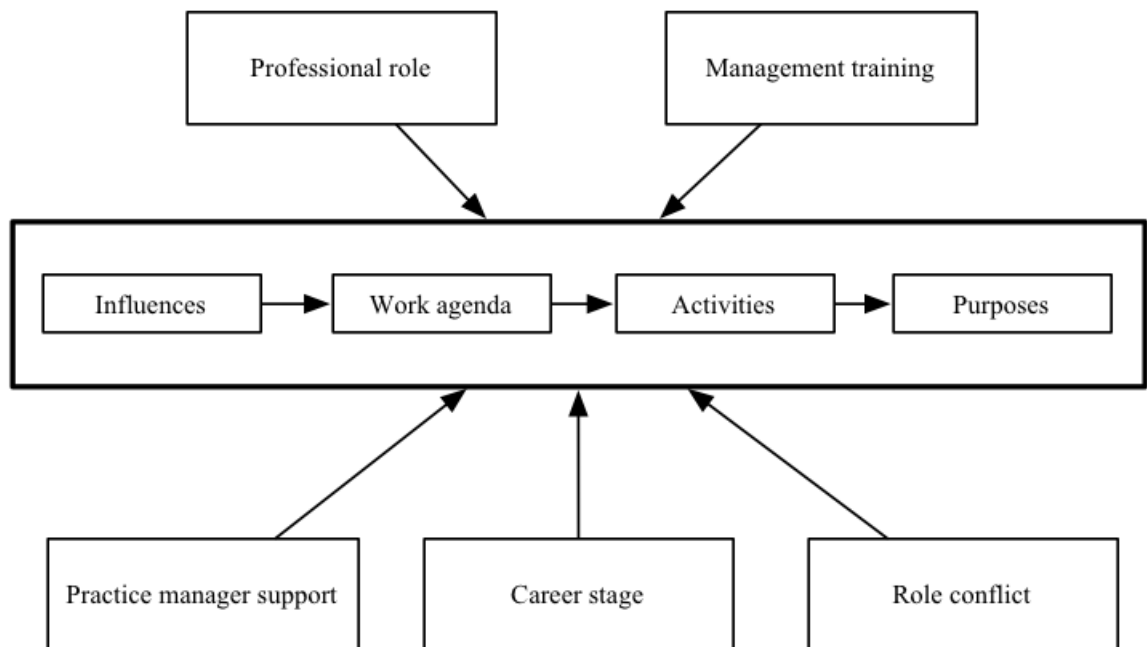 Professional role
Management training
Influences
Work agenda
Activities
Purposes
Practice manager support
Career stage
Role conflict